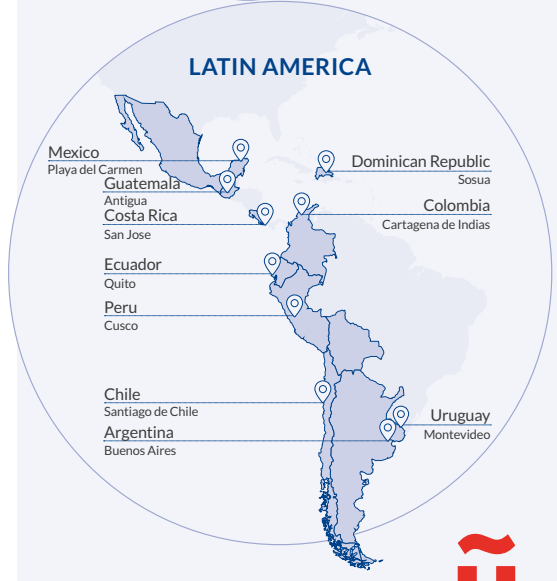 LATIN AMERICA
Mexico
Playa del Carmen
Guatemala
Antigua
Costa Rica
San Jose
Ecuador
Quito
Peru
Cusco
Chile
Santiago de Chile
Argentina
Buenos Aires
Dominican Republic
Sosua
Colombia
Cartagena de Indias
Uruguay
Montevideo
ñ